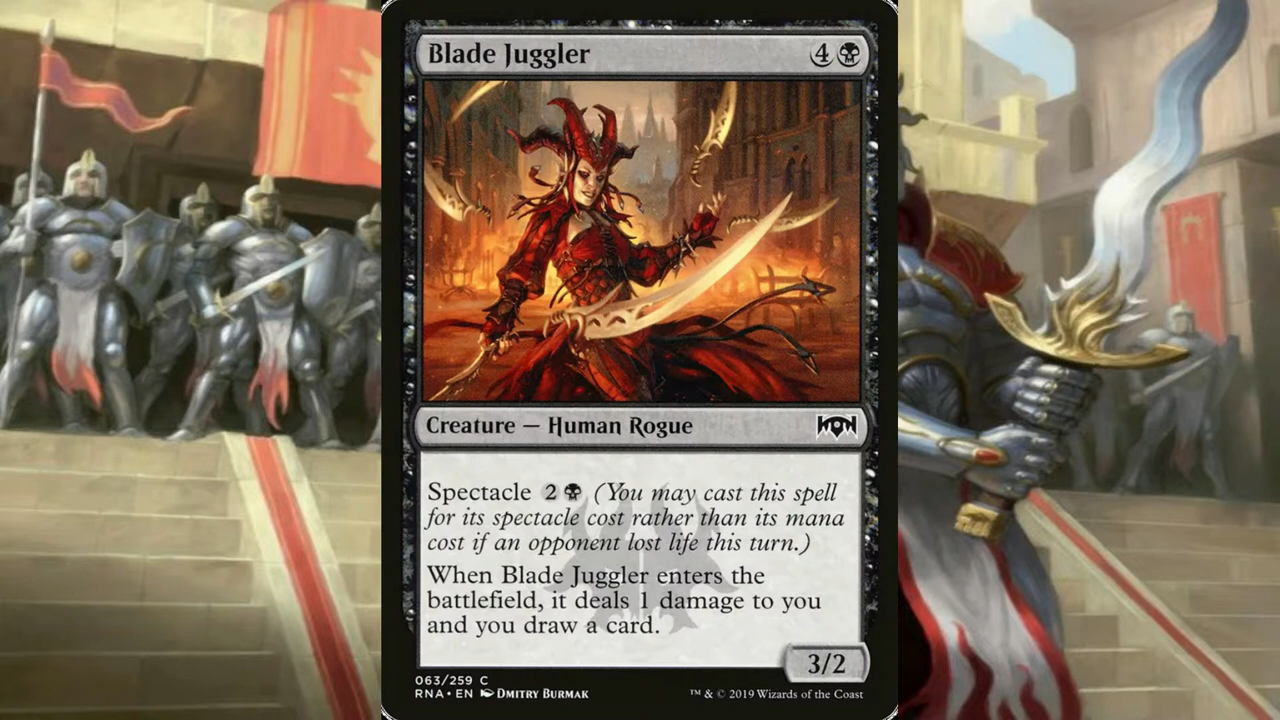 Blade Juggler 4
Creature — Human Rogue
Spectacle 2 (You may cast this spell
for its spectacle cost rather than its mana
cost if an opponent lost life this turn.)
When Blade Juggler enters the
battlefield, it deals 1 damage to you
and you draw a card.
3/2
063/259 C
RNA • EN Dmitry Burmak
™ & © 2019 Wizards of the Coast